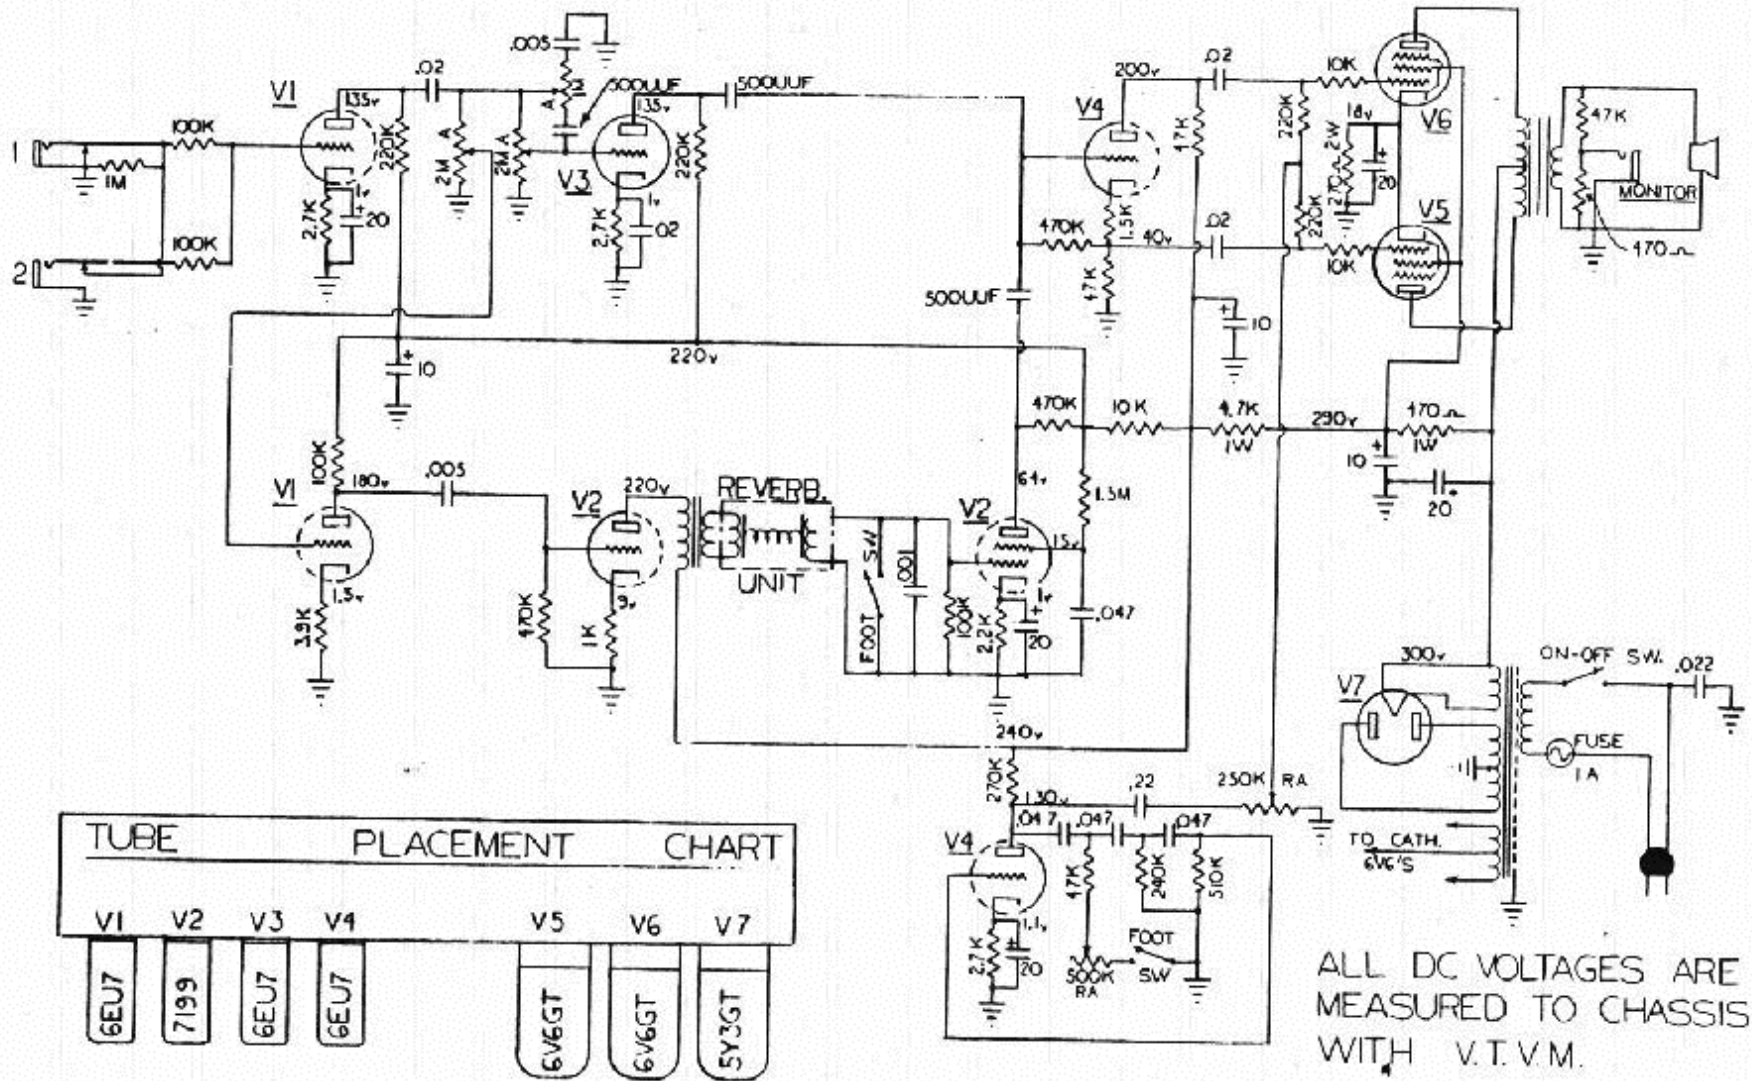 .005
.02
500UUF
500UUF
200v
.02
10K
V1
135v
2
A
135v
V4
220K
18v
V6
47K
1
100K
220K
2M A
2M A
V3
220K
47K
270Ω 2W
20
MONITOR
1M
1v
2.7K
20
1v
2.7K
.02
1.5K
470K
40v
.02
220K
V5
10K
470Ω
2
100K
47K
500UUF
10
220v
10
470K
10K
4.7K
1W
290v
470Ω
1W
10
20
100K
180v
.005
V1
V2
220v
REVERB.
UNIT
V2
64v
1.5M
15v
1.5v
3.9K
470K
9v
1K
FOOT SW
.001
100K
1v
2.2K
20
.047
300v
ON-OFF SW.
.022
V7
FUSE
1A
240v
270K
130v
.22
250K RA
.047
.047
.047
V4
47K
240K
510K
TO CATH.
6V6'S
1.1v
2.7K
20
500K
RA
FOOT
SW
TUBE PLACEMENT CHART
V1 V2 V3 V4 V5 V6 V7
6EU7 7199 6EU7 6EU7 6V6GT 6V6GT 5Y3GT
ALL DC VOLTAGES ARE
MEASURED TO CHASSIS
WITH V.T.V.M.